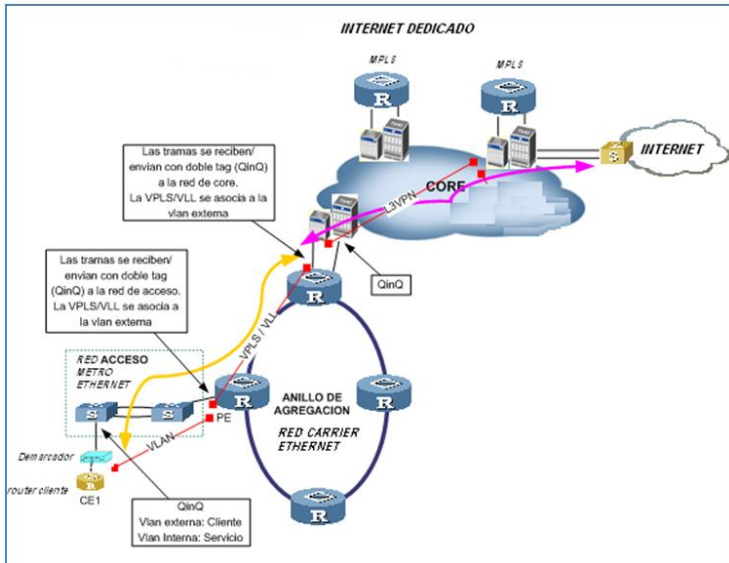 INTERNET DEDICADO
MPLS
R
MPLS
R
INTERNET
S
CORE
L3VPN
Las tramas se reciben/
envian con doble tag
(QinQ)
a la red de core.
La VPLS/VLL se asocia a la
vlan externa
QinQ
R
Las tramas se reciben/
envian con doble tag
(QinQ) a la red de acceso.
La VPLS/VLL se asocia a
la vlan externa
VPLS / VLL
RED ACCESO
METRO
ETHERNET
S
S
R
PE
VLAN
ANILLO DE
AGREGACION
RED CARRIER
ETHERNET
R
R
Demarcador
router cliente
R
CE1
QinQ
Vlan externa: Cliente
Vlan Interna: Servicio